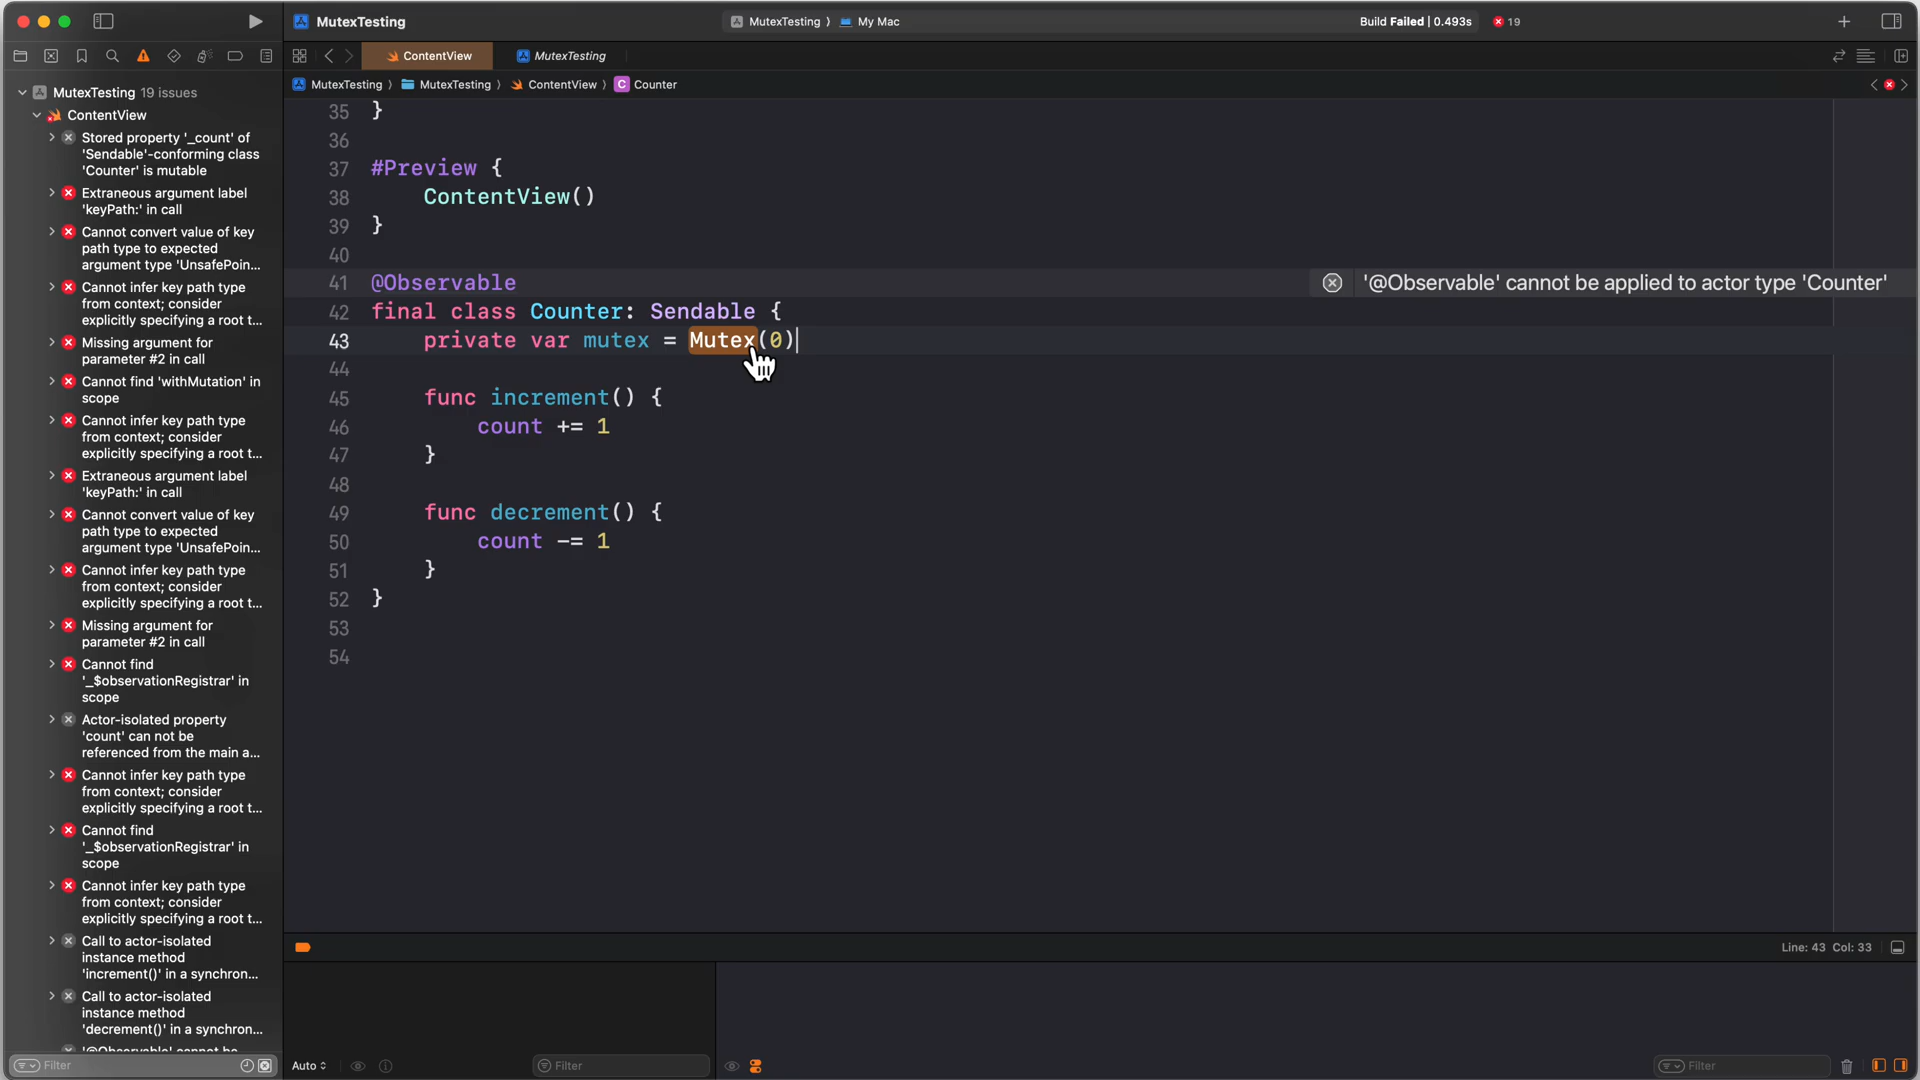 MutexTesting
MutexTesting ⟩ My Mac
Build Failed | 0.493s
19
ContentView
MutexTesting
MutexTesting ⟩ MutexTesting ⟩ ContentView ⟩ C Counter
MutexTesting 19 issues
ContentView
Stored property '_count' of
'Sendable'-conforming class
'Counter' is mutable
Extraneous argument label
'keyPath:' in call
Cannot convert value of key
path type to expected
argument type 'UnsafePoin...
Cannot infer key path type
from context; consider
explicitly specifying a root t...
Missing argument for
parameter #2 in call
Cannot find 'withMutation' in
scope
Cannot infer key path type
from context; consider
explicitly specifying a root t...
Extraneous argument label
'keyPath:' in call
Cannot convert value of key
path type to expected
argument type 'UnsafePoin...
Cannot infer key path type
from context; consider
explicitly specifying a root t...
Missing argument for
parameter #2 in call
Cannot find
'_$observationRegistrar' in
scope
Actor-isolated property
'count' can not be
referenced from the main a...
Cannot infer key path type
from context; consider
explicitly specifying a root t...
Cannot find
'_$observationRegistrar' in
scope
Cannot infer key path type
from context; consider
explicitly specifying a root t...
Call to actor-isolated
instance method
'increment()' in a synchron...
Call to actor-isolated
instance method
'decrement()' in a synchron...
'@Observable' cannot be
Filter
35 }
36
37 #Preview {
38 ContentView()
39 }
40
41 @Observable
'@Observable' cannot be applied to actor type 'Counter'
42 final class Counter: Sendable {
43 private var mutex = Mutex(0)
44
45 func increment() {
46 count += 1
47 }
48
49 func decrement() {
50 count -= 1
51 }
52 }
53
54
Line: 43 Col: 33
Auto
Filter
Filter